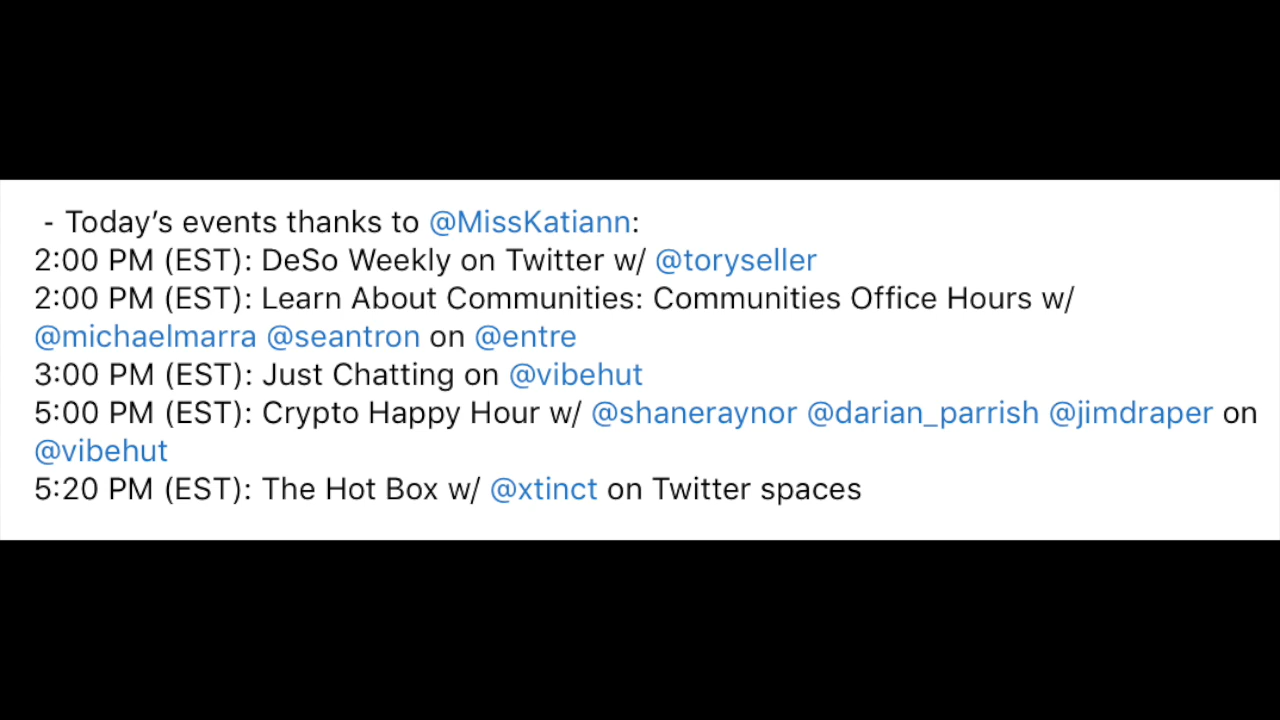 - Today’s events thanks to @MissKatiann:
2:00 PM (EST): DeSo Weekly on Twitter w/ @toryseller
2:00 PM (EST): Learn About Communities: Communities Office Hours w/
@michaelmarra @seantron on @entre
3:00 PM (EST): Just Chatting on @vibehut
5:00 PM (EST): Crypto Happy Hour w/ @shaneraynor @darian_parrish @jimdraper on
@vibehut
5:20 PM (EST): The Hot Box w/ @xtinct on Twitter spaces